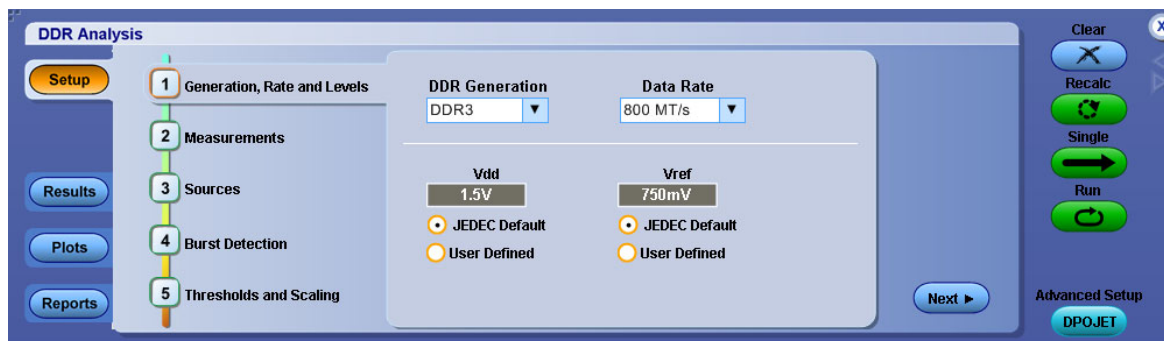 DDR Analysis
Setup
Results
Plots
Reports
1 Generation, Rate and Levels
2 Measurements
3 Sources
4 Burst Detection
5 Thresholds and Scaling
DDR Generation
DDR3
Data Rate
800 MT/s
Vdd
1.5V
JEDEC Default
User Defined
Vref
750mV
JEDEC Default
User Defined
Next
Clear
X
Recalc
Single
Run
Advanced Setup
DPOJET